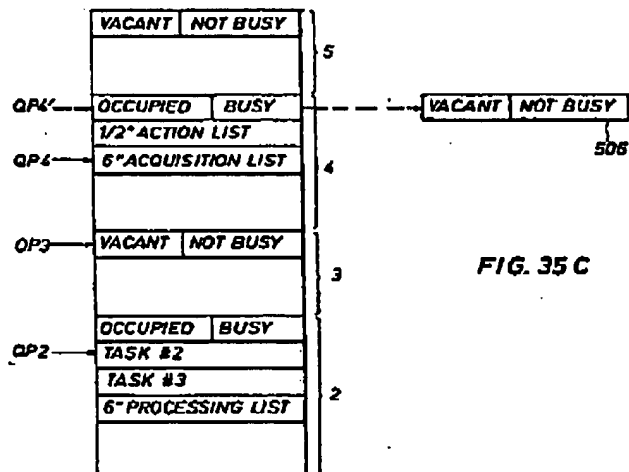 VACANT NOT BUSY
5
QP4' OCCUPIED BUSY VACANT NOT BUSY
1/2" ACTION LIST
506
QP4 6" ACQUISITION LIST
4
QP3 VACANT NOT BUSY
FIG. 35 C
3
OCCUPIED BUSY
QP2 TASK #2
TASK #3
2
6" PROCESSING LIST